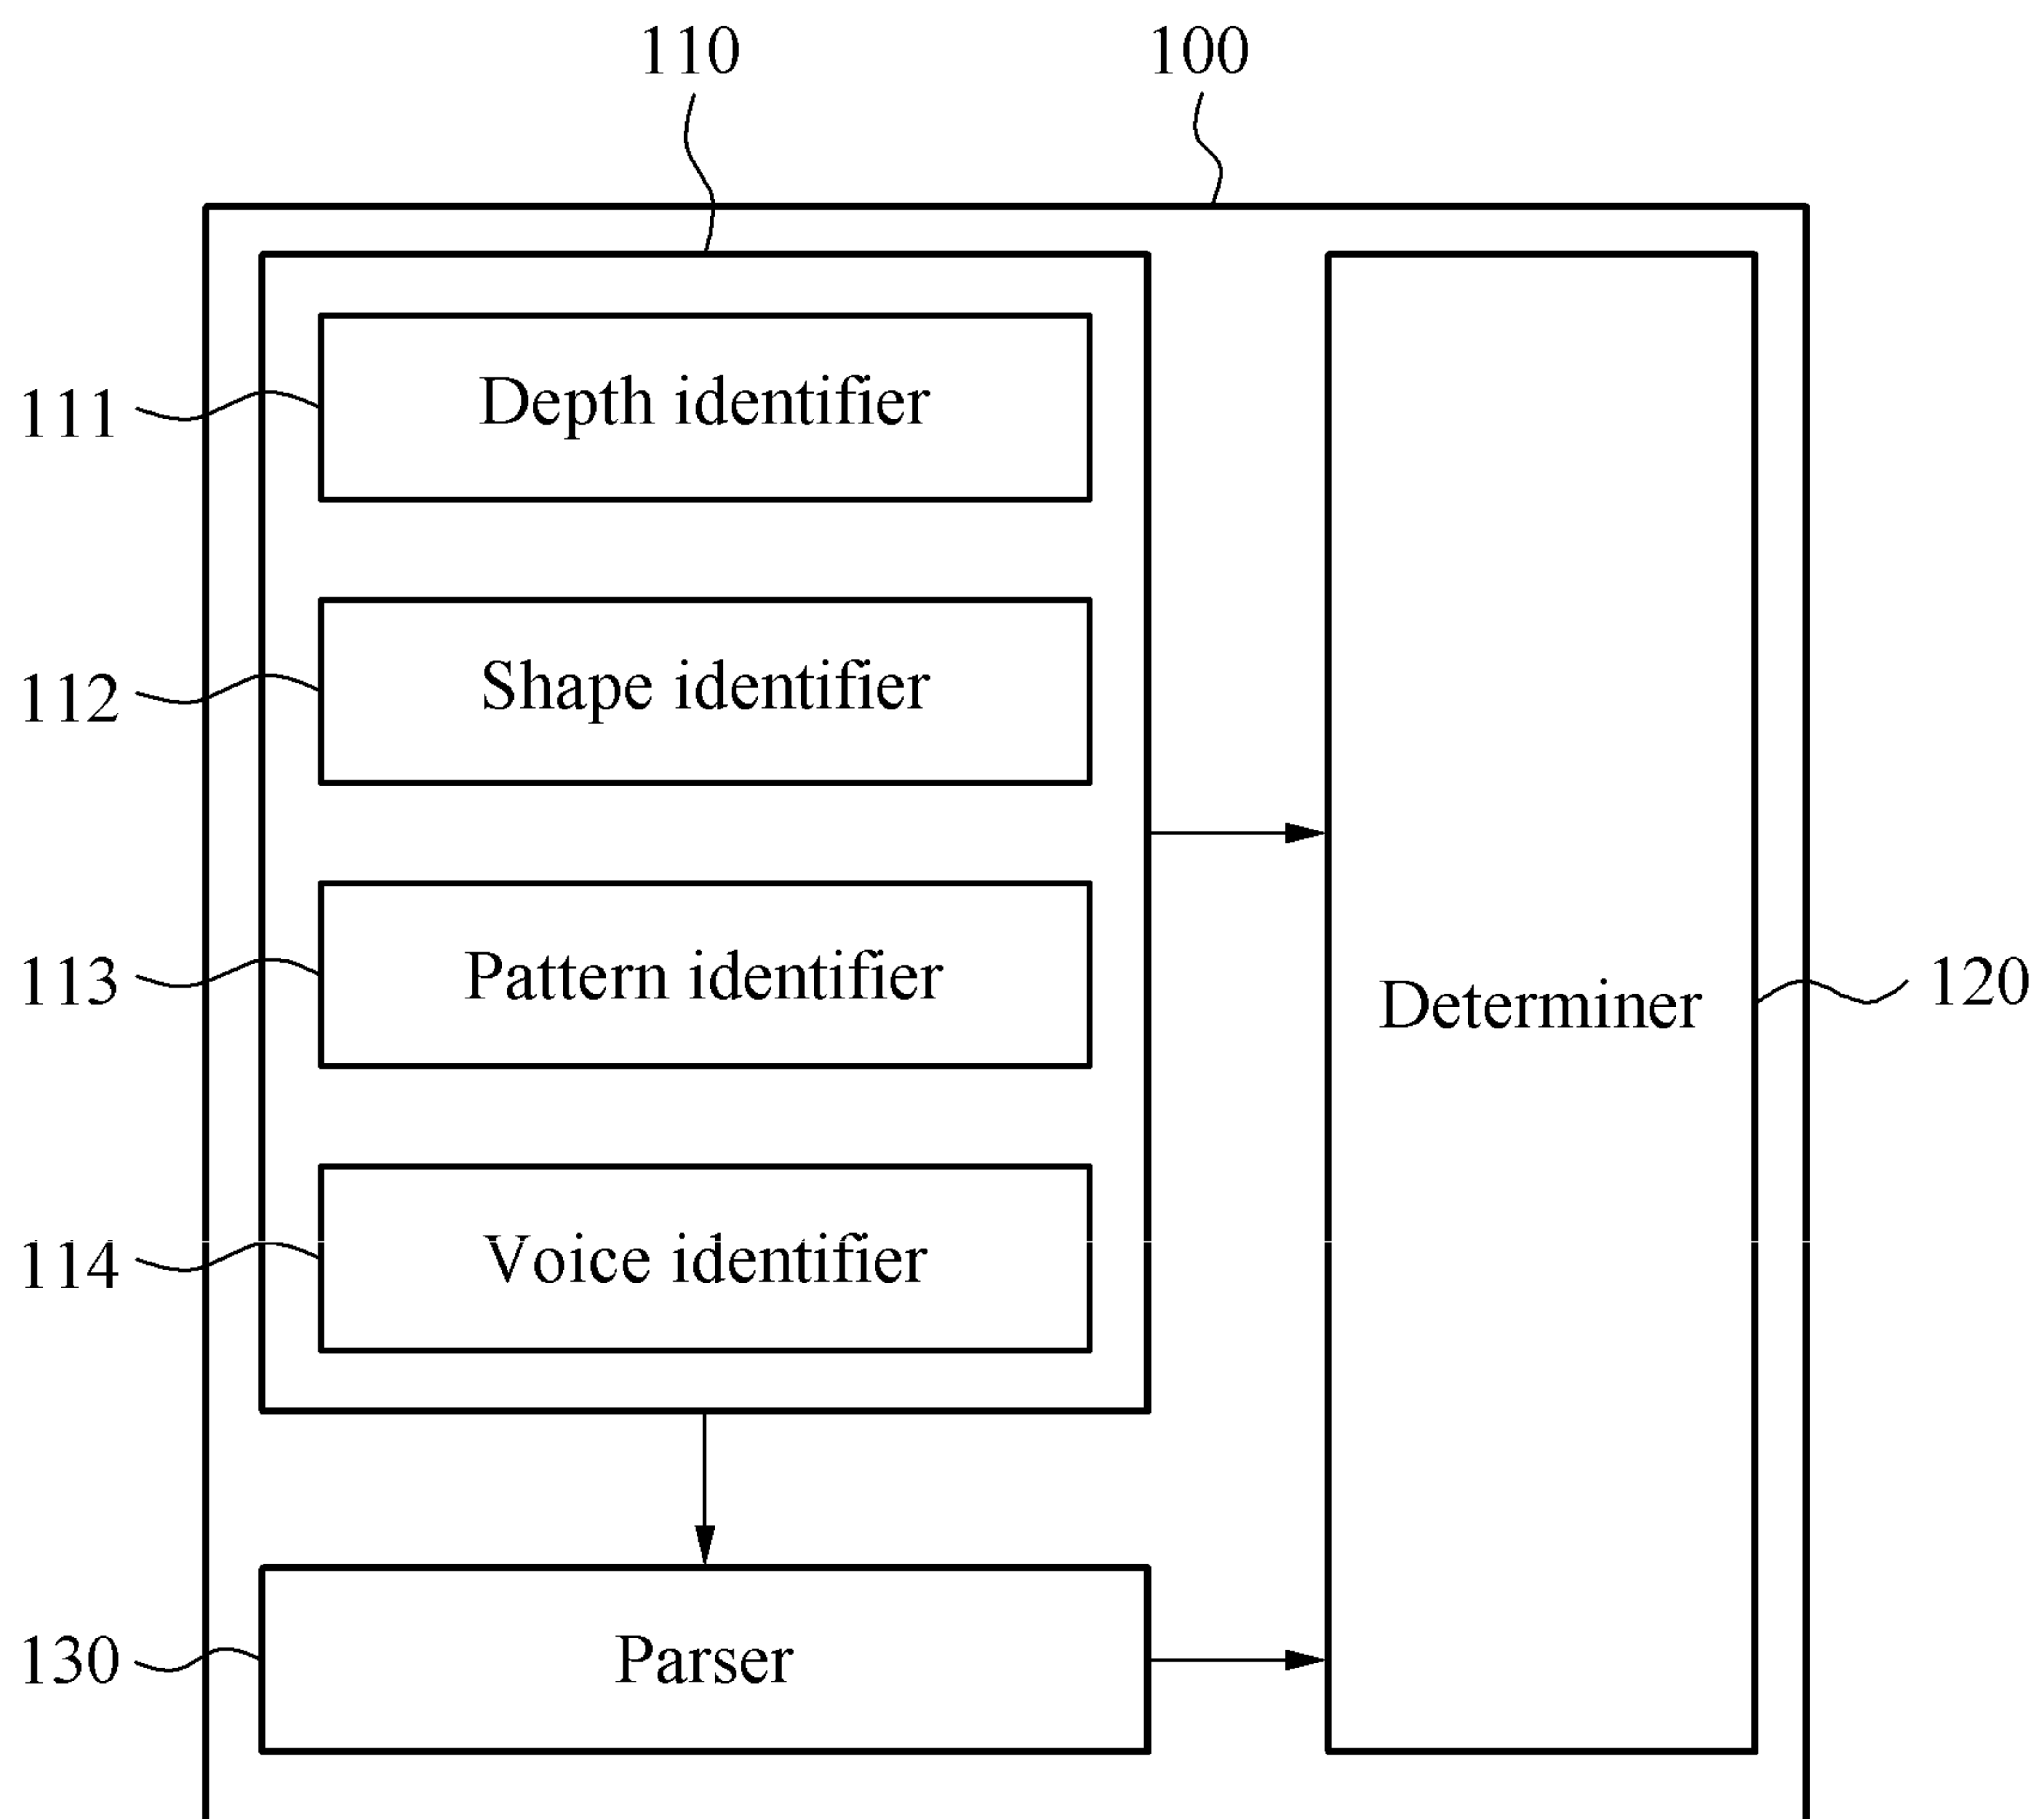 110
100
111
Depth identifier
112
Shape identifier
113
Pattern identifier
Determiner
120
114
Voice identifier
130
Parser